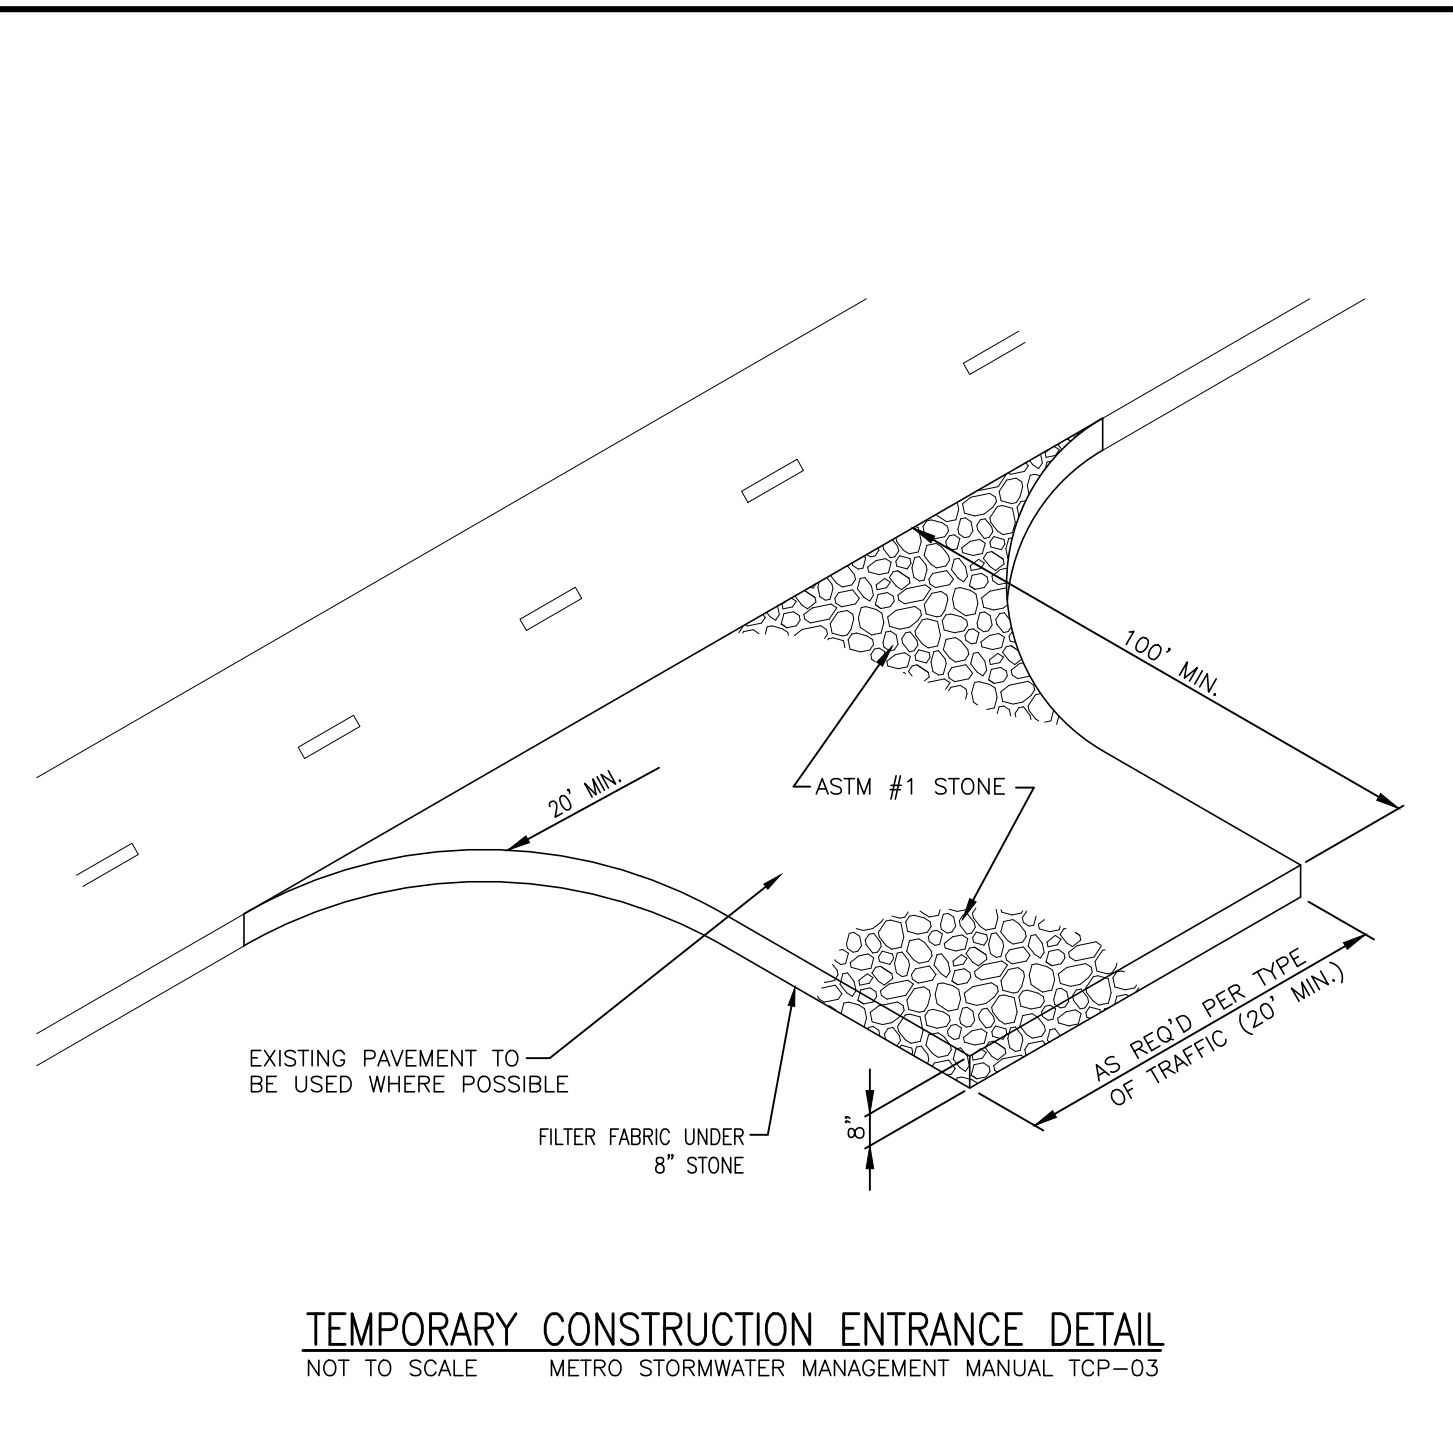 100' MIN.
20' MIN.
ASTM #1 STONE
AS REQ'D PER TYPE
OF TRAFFIC (20' MIN.)
EXISTING PAVEMENT TO
BE USED WHERE POSSIBLE
8"
FILTER FABRIC UNDER
8" STONE
TEMPORARY CONSTRUCTION ENTRANCE DETAIL
NOT TO SCALE METRO STORMWATER MANAGEMENT MANUAL TCP-03